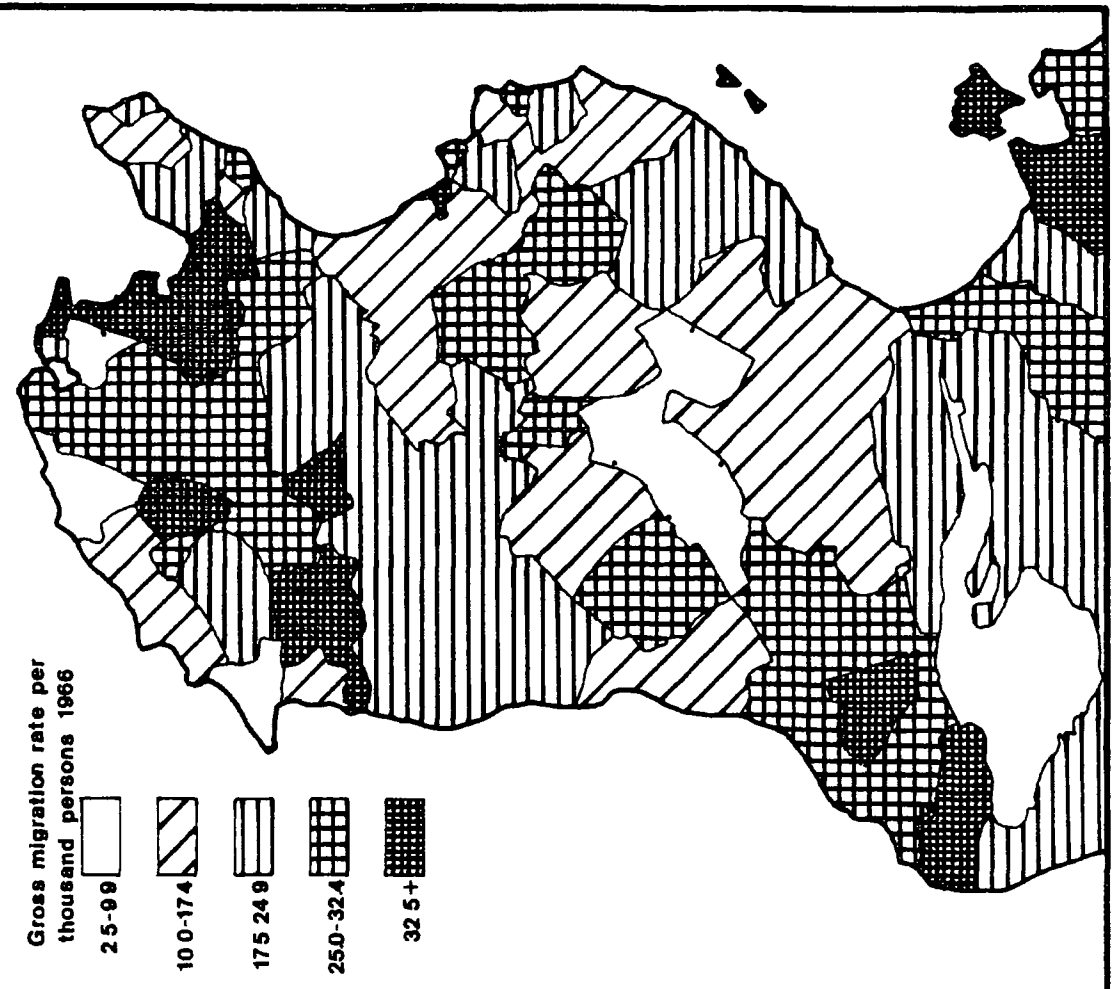 Gross migration rate per
thousand persons 1966
2 5-9 9
10 0-17 4
17 5 24 9
25.0-32.4
32 5+